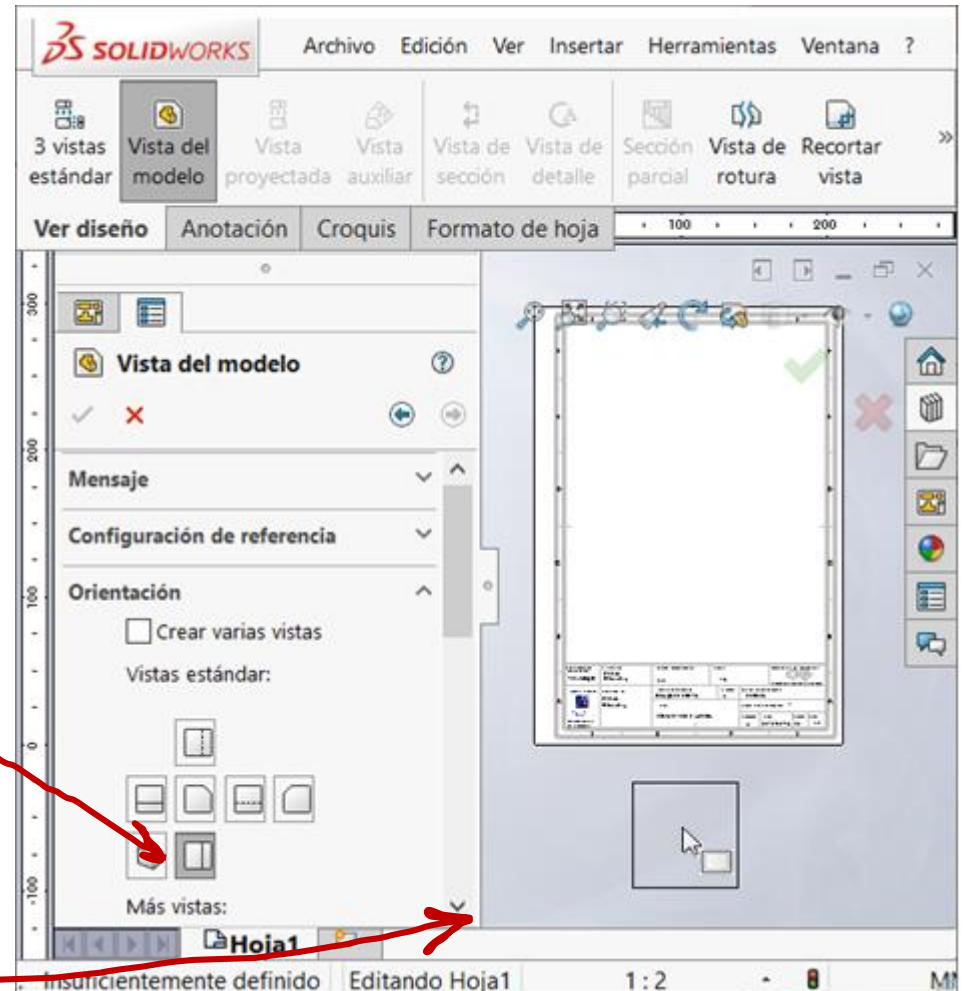 SOLIDWORKS Archivo Edición Ver Insertar Herramientas Ventana ?
3 vistas estándar
Vista del modelo
Vista proyectada
Vista auxiliar
Vista de sección
Vista de detalle
Sección parcial
Vista de rotura
Recortar vista
»
Ver diseño Anotación Croquis Formato de hoja
100 200
300
200
100
0
-100
Vista del modelo
Mensaje
Configuración de referencia
Orientación
Crear varias vistas
Vistas estándar:
Más vistas:
Hoja1
Insuficientemente definido Editando Hoja1 1:2